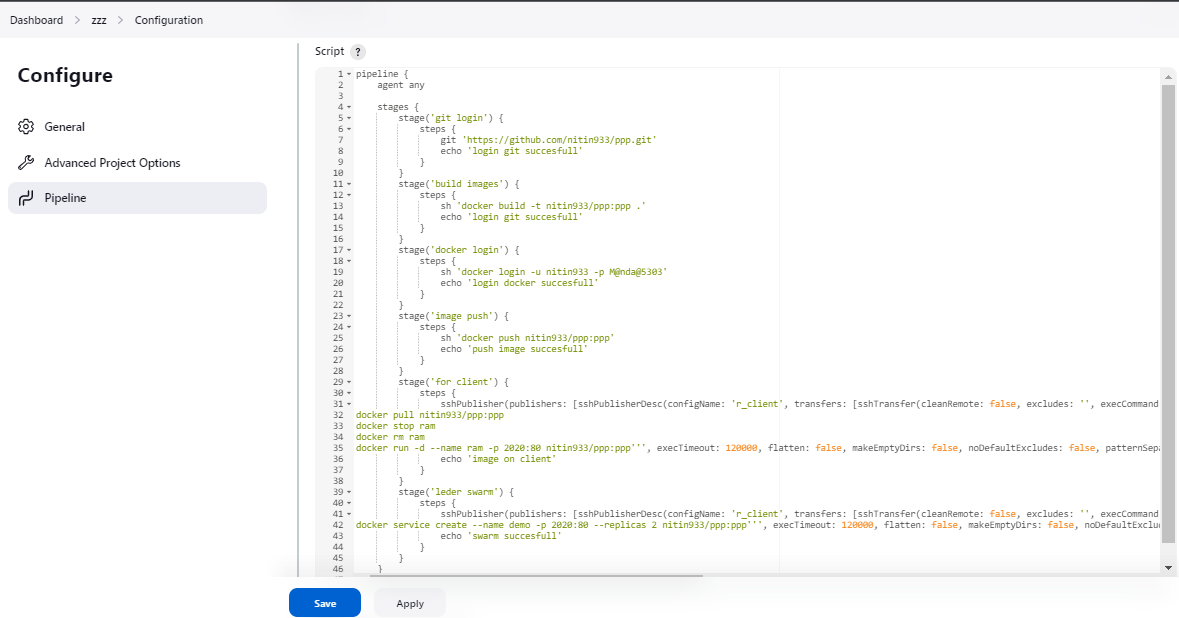 Dashboard > zzz > Configuration
Configure
General
Advanced Project Options
Pipeline
Script ?
1 pipeline {
2 agent any
3
4 stages {
5 stage('git login') {
6 steps {
7 git 'https://github.com/nitin933/ppp.git'
8 echo 'login git succesfull'
9 }
10 }
11 stage('build images') {
12 steps {
13 sh 'docker build -t nitin933/ppp:ppp .'
14 echo 'login git succesfull'
15 }
16 }
17 stage('docker login') {
18 steps {
19 sh 'docker login -u nitin933 -p M@nda@5303'
20 echo 'login docker succesfull'
21 }
22 }
23 stage('image push') {
24 steps {
25 sh 'docker push nitin933/ppp:ppp'
26 echo 'push image succesfull'
27 }
28 }
29 stage('for client') {
30 steps {
31 sshPublisher(publishers: [sshPublisherDesc(configName: 'r_client', transfers: [sshTransfer(cleanRemote: false, excludes: '', execCommand
32 docker pull nitin933/ppp:ppp
33 docker stop ram
34 docker rm ram
35 docker run -d --name ram -p 2020:80 nitin933/ppp:ppp''', execTimeout: 120000, flatten: false, makeEmptyDirs: false, noDefaultExcludes: false, patternSepa
36 echo 'image on client'
37 }
38 }
39 stage('leder swarm') {
40 steps {
41 sshPublisher(publishers: [sshPublisherDesc(configName: 'r_client', transfers: [sshTransfer(cleanRemote: false, excludes: '', execCommand
42 docker service create --name demo -p 2020:80 --replicas 2 nitin933/ppp:ppp''', execTimeout: 120000, flatten: false, makeEmptyDirs: false, noDefaultExclu
43 echo 'swarm succesfull'
44 }
45 }
46 }
Save
Apply